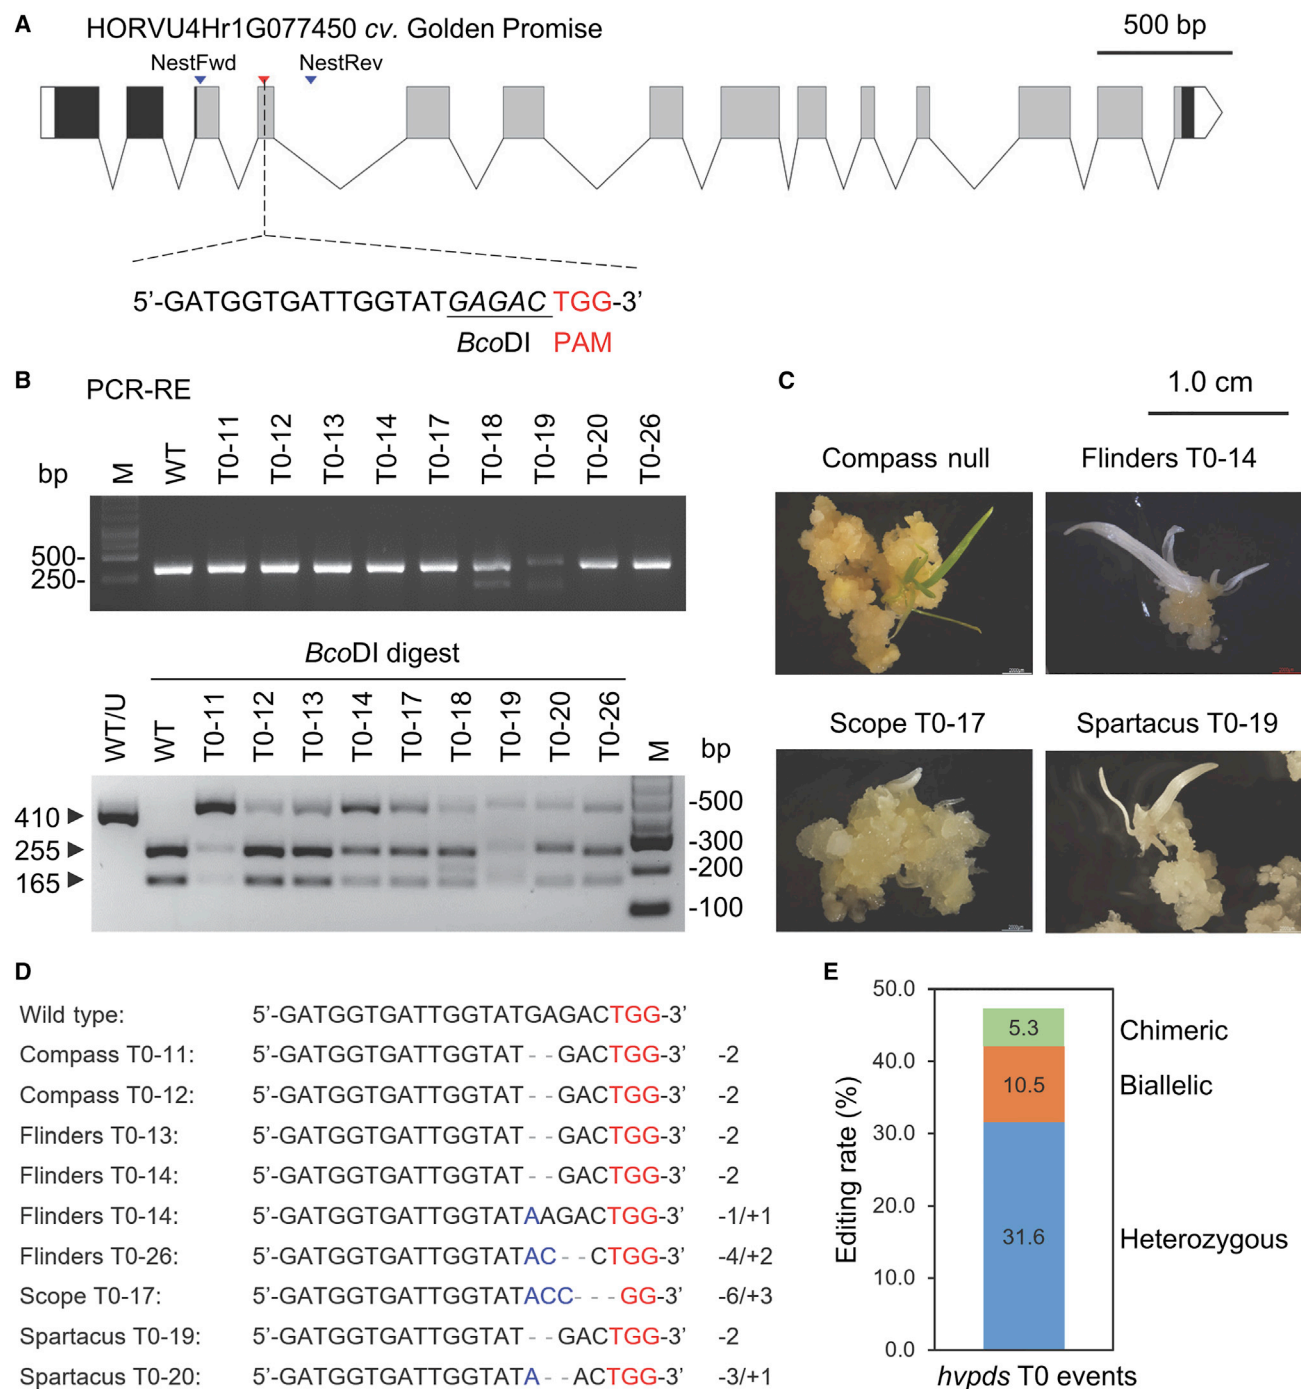 A
HORVU4Hr1G077450 cv. Golden Promise
500 bp
NestFwd
NestRev
5'-GATGGTGATTGGTATGAGACTGG-3'
BcoDI PAM
B
PCR-RE
bp
M
WT
T0-11
T0-12
T0-13
T0-14
T0-17
T0-18
T0-19
T0-20
T0-26
500-
250-
BcoDI digest
WT/U
WT
T0-11
T0-12
T0-13
T0-14
T0-17
T0-18
T0-19
T0-20
T0-26
M
bp
410
255
165
-500
-300
-200
-100
C
1.0 cm
Compass null
Flinders T0-14
Scope T0-17
Spartacus T0-19
D
Wild type: 5'-GATGGTGATTGGTATGAGACTGG-3'
Compass T0-11: 5'-GATGGTGATTGGTAT--GACTGG-3' -2
Compass T0-12: 5'-GATGGTGATTGGTAT--GACTGG-3' -2
Flinders T0-13: 5'-GATGGTGATTGGTAT--GACTGG-3' -2
Flinders T0-14: 5'-GATGGTGATTGGTAT--GACTGG-3' -2
Flinders T0-14: 5'-GATGGTGATTGGTATAAGACTGG-3' -1/+1
Flinders T0-26: 5'-GATGGTGATTGGTATAC--CTGG-3' -4/+2
Scope T0-17: 5'-GATGGTGATTGGTATACC---GG-3' -6/+3
Spartacus T0-19: 5'-GATGGTGATTGGTAT--GACTGG-3' -2
Spartacus T0-20: 5'-GATGGTGATTGGTATA--ACTGG-3' -3/+1
E
Editing rate (%)
50.0
40.0
30.0
20.0
10.0
0.0
5.3
10.5
31.6
Chimeric
Biallelic
Heterozygous
hvpds T0 events